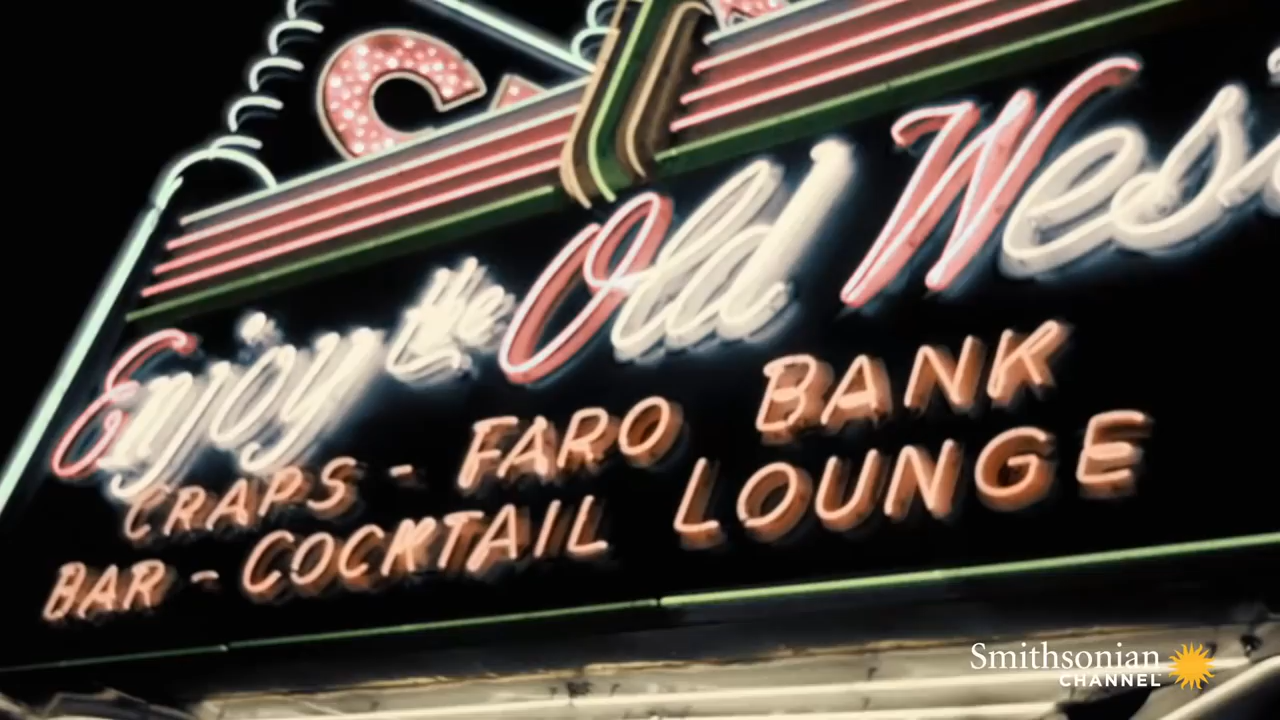 C
Enjoy the Old West
CRAPS - FARO BANK
BAR - COCKTAIL LOUNGE
Smithsonian
CHANNEL